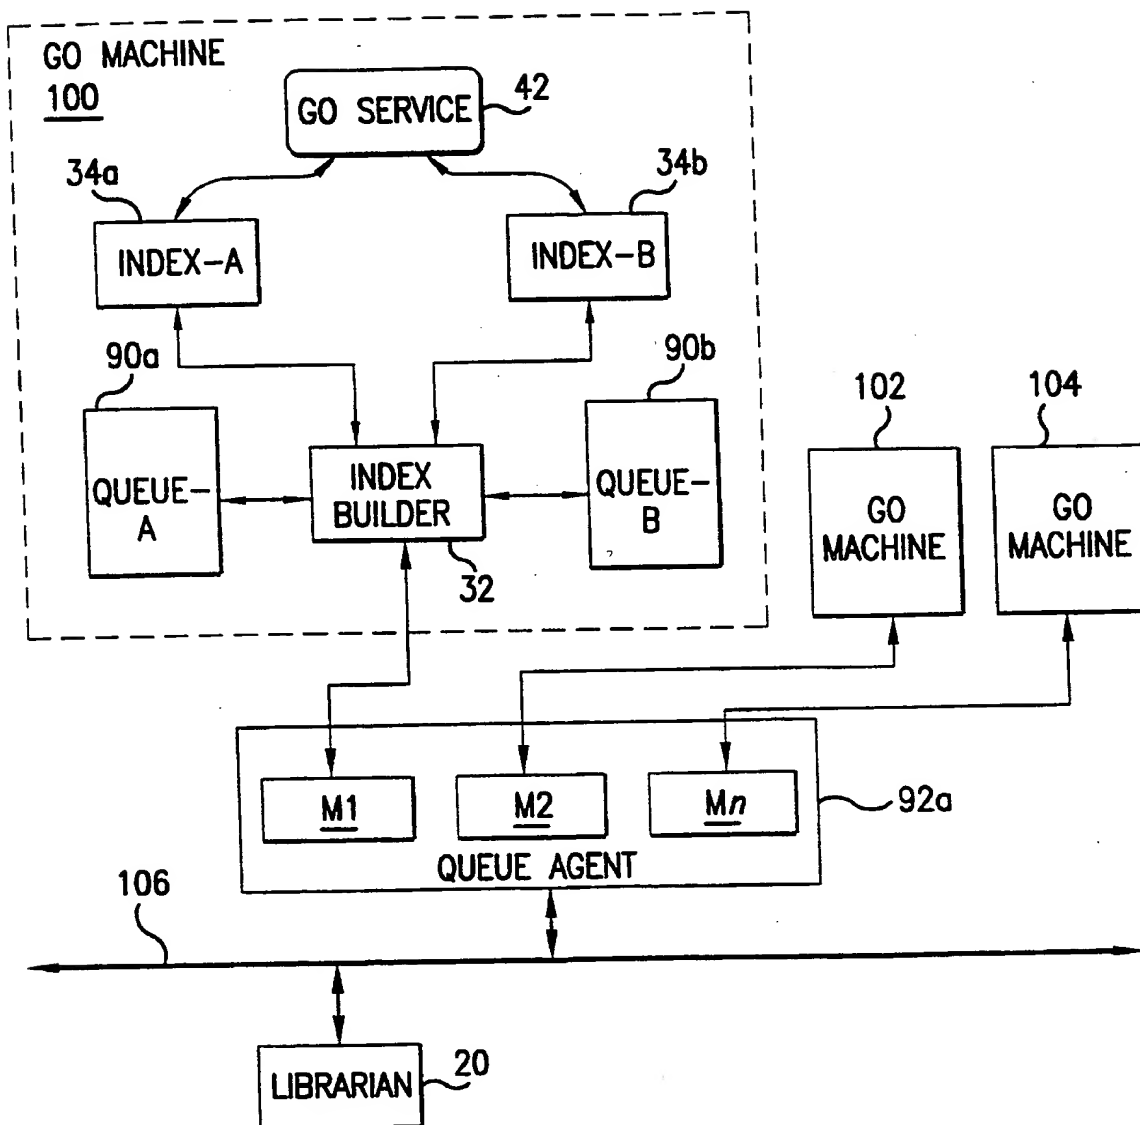 GO MACHINE
100
GO SERVICE
42
34a
34b
INDEX-A
INDEX-B
90a
90b
QUEUE-
A
INDEX
BUILDER
QUEUE-
B
32
102
104
GO
MACHINE
GO
MACHINE
M1
M2
Mn
92a
QUEUE AGENT
106
LIBRARIAN
20